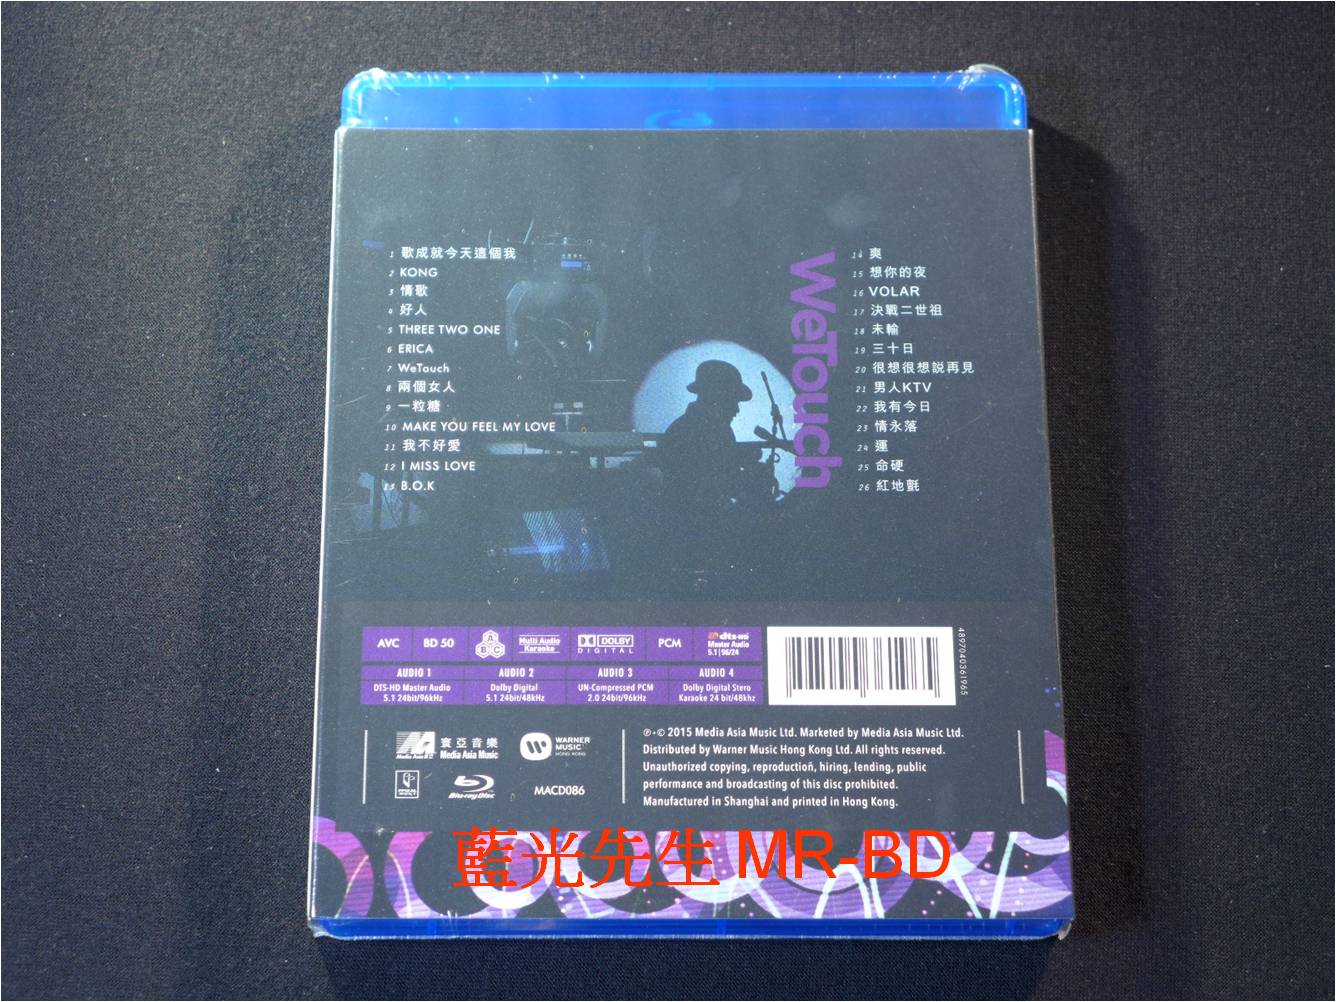 1 歌成就今天這個我
2 KONG
3 情歌
4 好人
5 THREE TWO ONE
6 ERICA
7 WeTouch
8 兩個女人
9 一粒糖
10 MAKE YOU FEEL MY LOVE
11 我不好愛
12 I MISS LOVE
13 B.O.K
WeTouch
14 爽
15 想你的夜
16 VOLAR
17 決戰二世祖
18 未輸
19 三十日
20 很想很想說再見
21 男人KTV
22 我有今日
23 情永落
24 運
25 命硬
26 紅地氈
AVC BD 50 ABC Multi Audio Karaoke DOLBY DIGITAL PCM dts-HD Master Audio 5.1 | 96/24
AUDIO 1 AUDIO 2 AUDIO 3 AUDIO 4
DTS-HD Master Audio Dolby Digital UN-Compressed PCM Dolby Digital Stero
5.1 24bit/96kHz 5.1 24bit/48khz 2.0 24bit/96kHz Karaoke 24 bit/48khz
4897040361965
寰亞音樂
Media Asia Music
WARNER MUSIC
HONG KONG
Blu-ray Disc
MACD086
℗·© 2015 Media Asia Music Ltd. Marketed by Media Asia Music Ltd.
Distributed by Warner Music Hong Kong Ltd. All rights reserved.
Unauthorized copying, reproduction, hiring, lending, public
performance and broadcasting of this disc prohibited.
Manufactured in Shanghai and printed in Hong Kong.
藍光先生 MR-BD